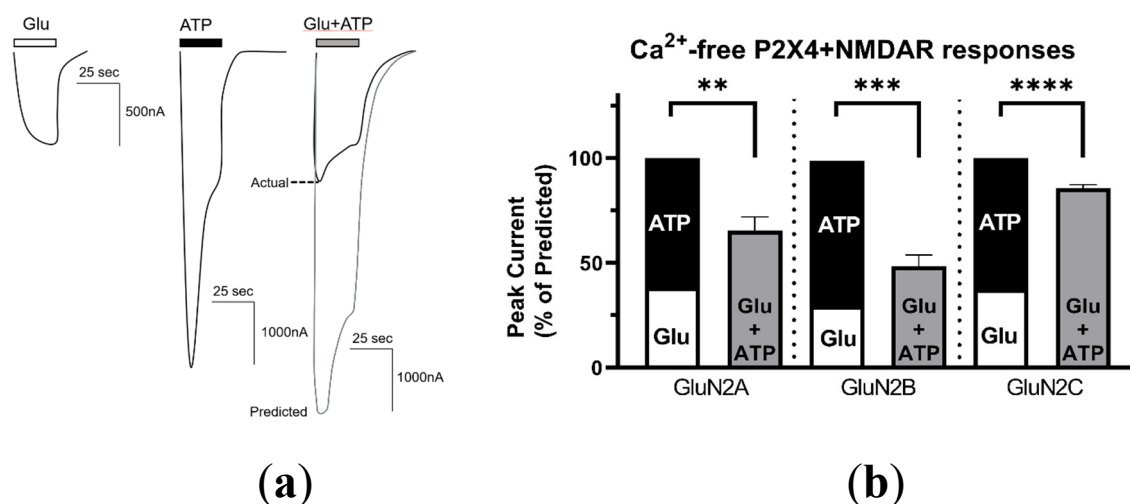 Glu
ATP
Glu+ATP
25 sec
500nA
Actual
25 sec
1000nA
25 sec
1000nA
Predicted
(a)
Ca²⁺-free P2X4+NMDAR responses
** *** ****
Peak Current
(% of Predicted)
100
50
0
ATP
Glu
Glu
+
ATP
ATP
Glu
Glu
+
ATP
ATP
Glu
Glu
+
ATP
GluN2A
GluN2B
GluN2C
(b)